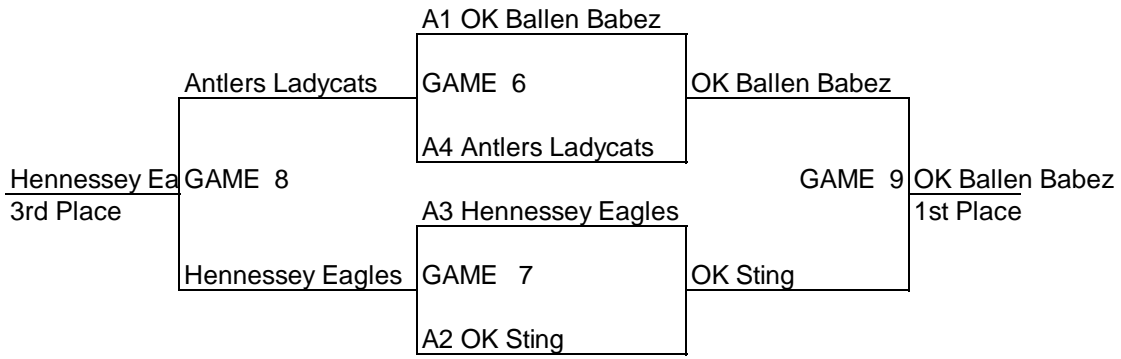 A1 OK Ballen Babez
Antlers Ladycats
GAME 6
OK Ballen Babez
A4 Antlers Ladycats
Hennessey Ea
GAME 8
GAME 9
OK Ballen Babez
3rd Place
A3 Hennessey Eagles
1st Place
Hennessey Eagles
GAME 7
OK Sting
A2 OK Sting